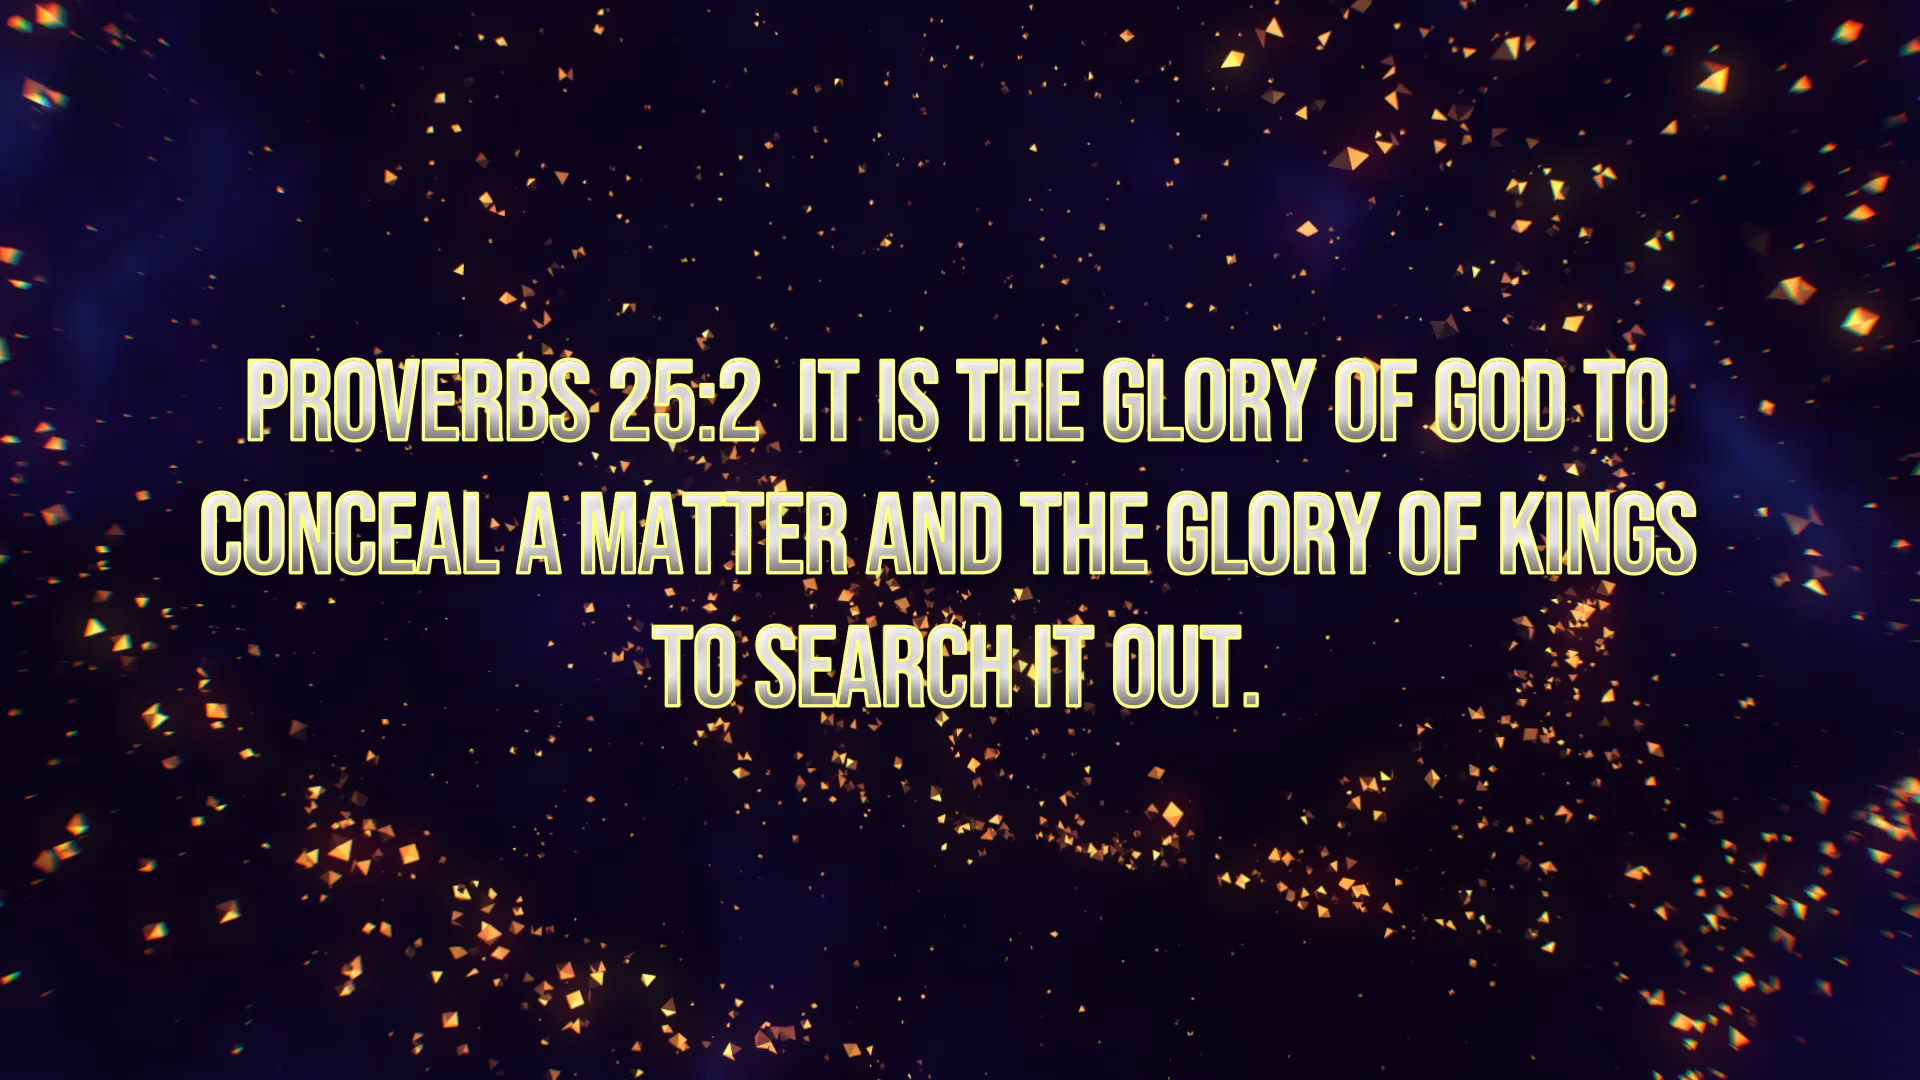 PROVERBS 25:2  IT IS THE GLORY OF GOD TO
CONCEAL A MATTER AND THE GLORY OF KINGS
TO SEARCH IT OUT.